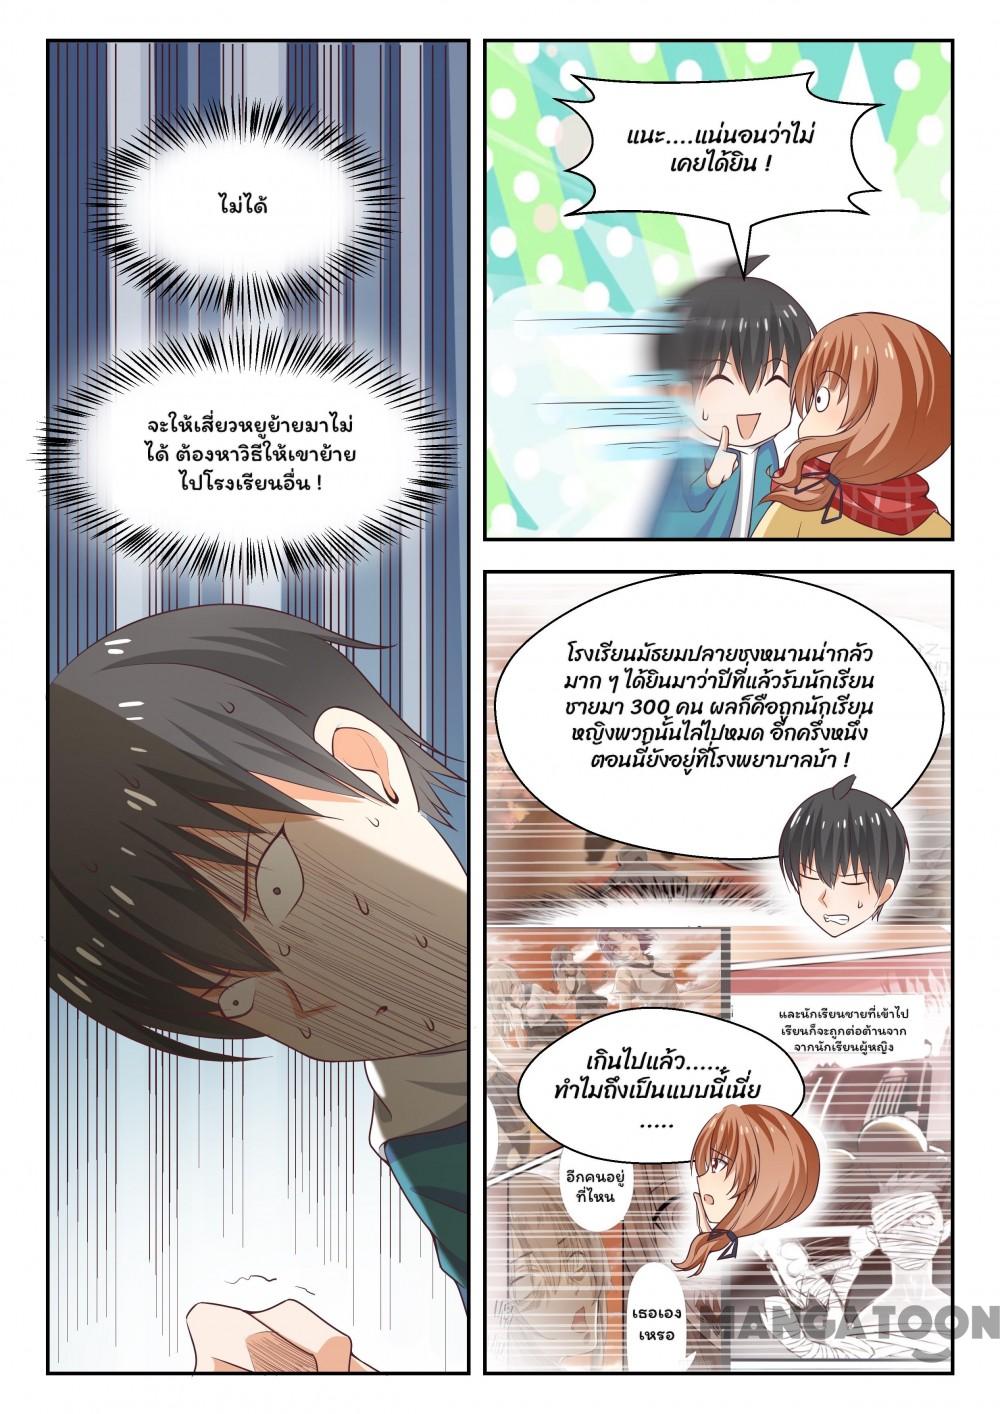 ไม่ได้
จะให้เสี่ยวหยูย้ายมาไม่
ได้ ต้องหาวิธีให้เขาย้าย
ไปโรงเรียนอื่น !
แนะ....แน่นอนว่าไม่
เคยได้ยิน !
โรงเรียนมัธยมปลายชงหนานน่ากลัว
มาก ๆ ได้ยินมาว่าปีที่แล้วรับนักเรียน
ชายมา 300 คน ผลก็คือถูกนักเรียน
หญิงพวกนั้นไล่ไปหมด อีกครึ่งหนึ่ง
ตอนนี้ยังอยู่ที่โรงพยาบาลบ้า !
และนักเรียนชายที่เข้าไป
เรียนก็จะถูกต่อต้านจาก
จากนักเรียนผู้หญิง
เกินไปแล้ว.....
ทำไมถึงเป็นแบบนี้เนี่ย
.....
อีกคนอยู่
ที่ไหน
เธอเอง
เหรอ
MANGATOON